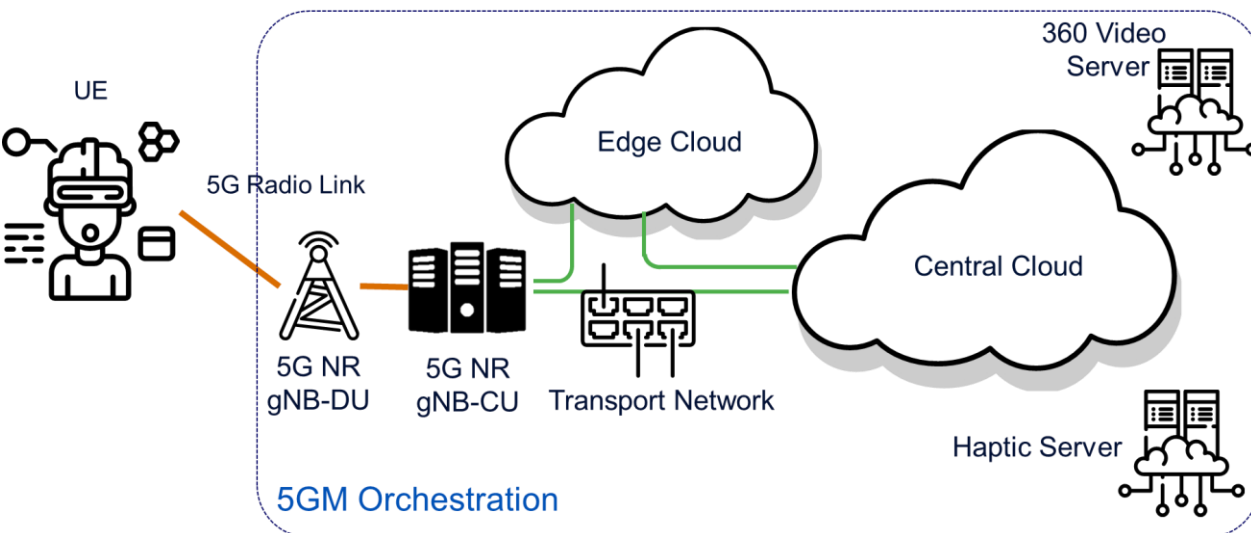 360 Video
Server
UE
Edge Cloud
5G Radio Link
Central Cloud
5G NR
gNB-DU
5G NR
gNB-CU
Transport Network
Haptic Server
5GM Orchestration